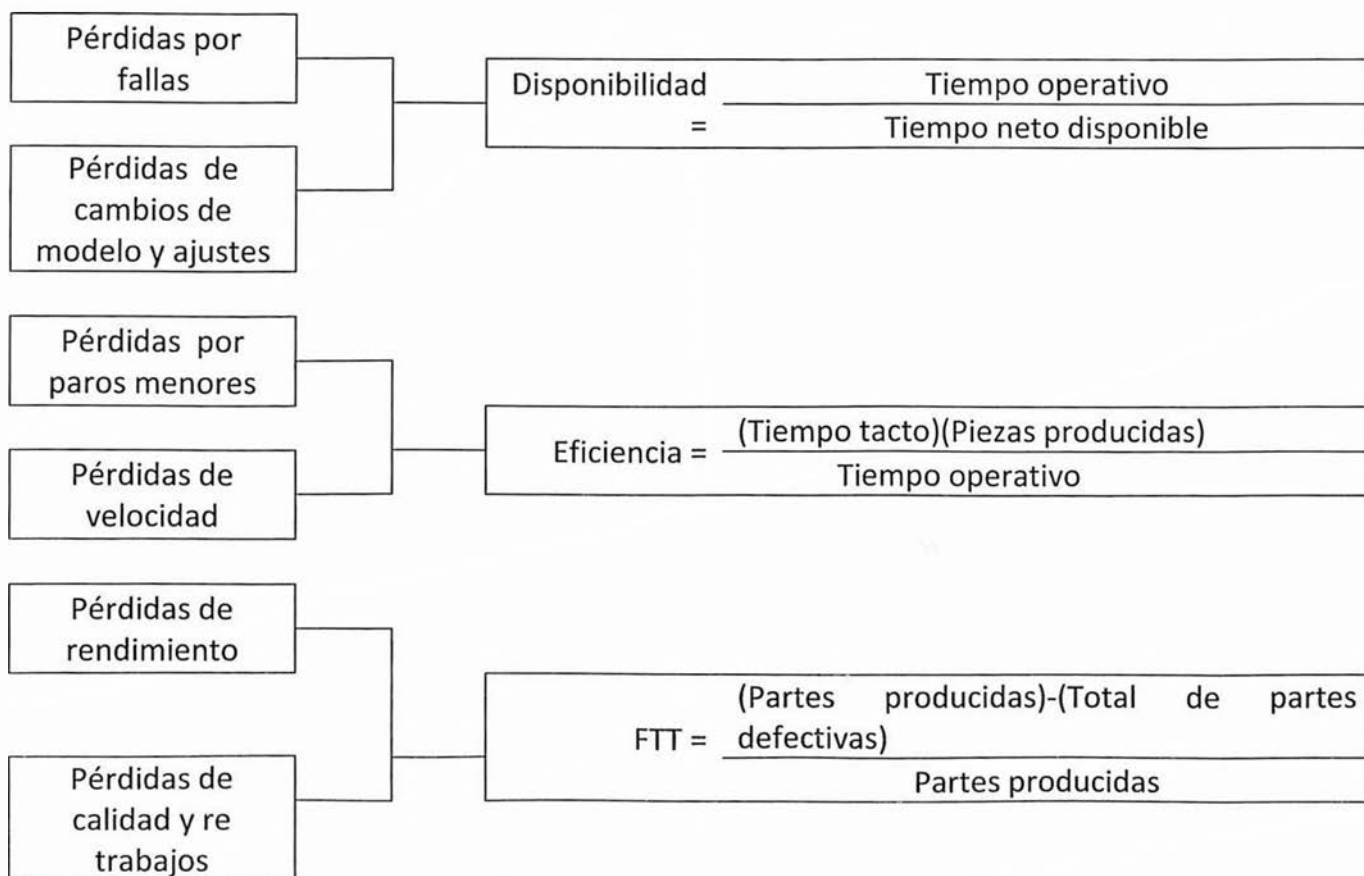 Pérdidas por
fallas
Disponibilidad
=
Tiempo operativo
Tiempo neto disponible
Pérdidas de
cambios de
modelo y ajustes
Pérdidas por
paros menores
Eficiencia =
(Tiempo tacto)(Piezas producidas)
Tiempo operativo
Pérdidas de
velocidad
Pérdidas de
rendimiento
FTT =
(Partes producidas)-(Total de partes
defectivas)
Partes producidas
Pérdidas de
calidad y re
trabajos